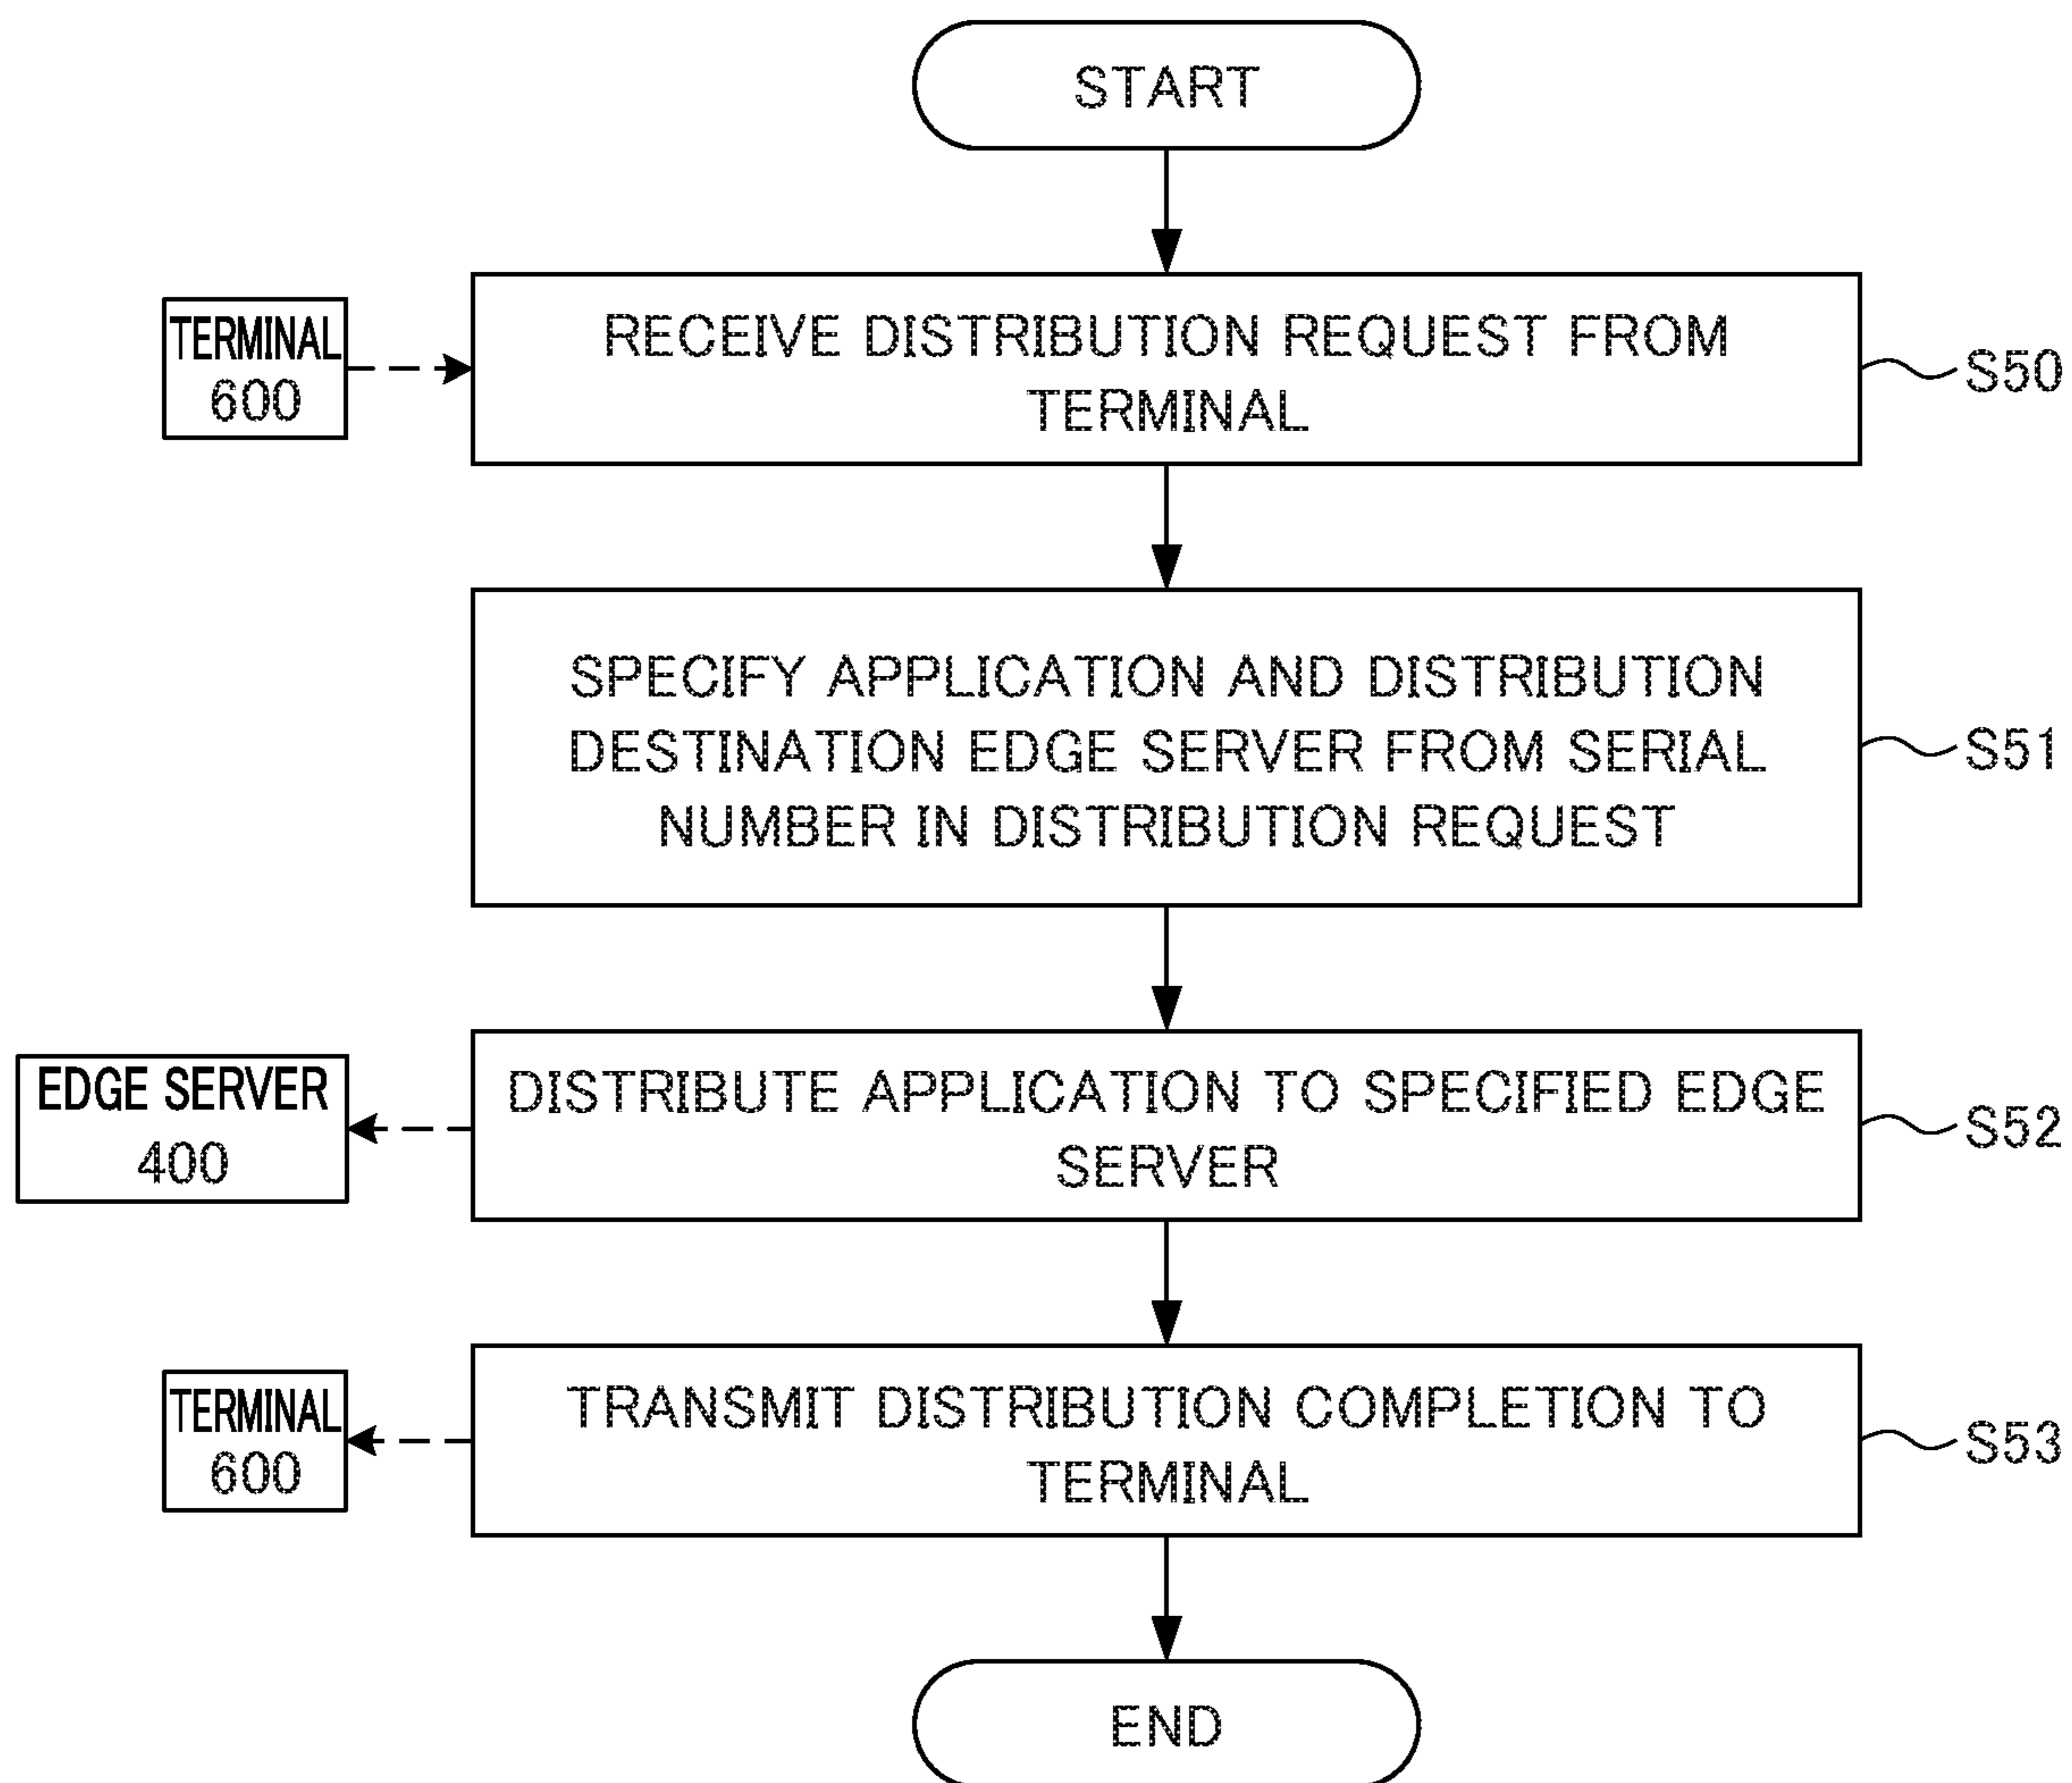 START
TERMINAL
600
RECEIVE DISTRIBUTION REQUEST FROM
TERMINAL
S50
SPECIFY APPLICATION AND DISTRIBUTION
DESTINATION EDGE SERVER FROM SERIAL
NUMBER IN DISTRIBUTION REQUEST
S51
EDGE SERVER
400
DISTRIBUTE APPLICATION TO SPECIFIED EDGE
SERVER
S52
TERMINAL
600
TRANSMIT DISTRIBUTION COMPLETION TO
TERMINAL
S53
END